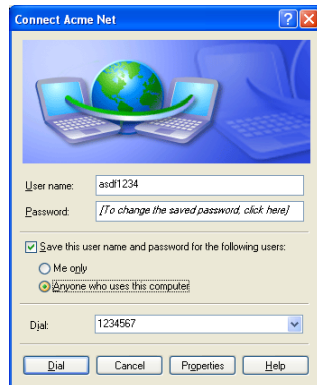 Connect Acme Net
User name:
asdf1234
Password:
[To change the saved password, click here]
Save this user name and password for the following users:
Me only
Anyone who uses this computer
Dial:
1234567
Dial
Cancel
Properties
Help